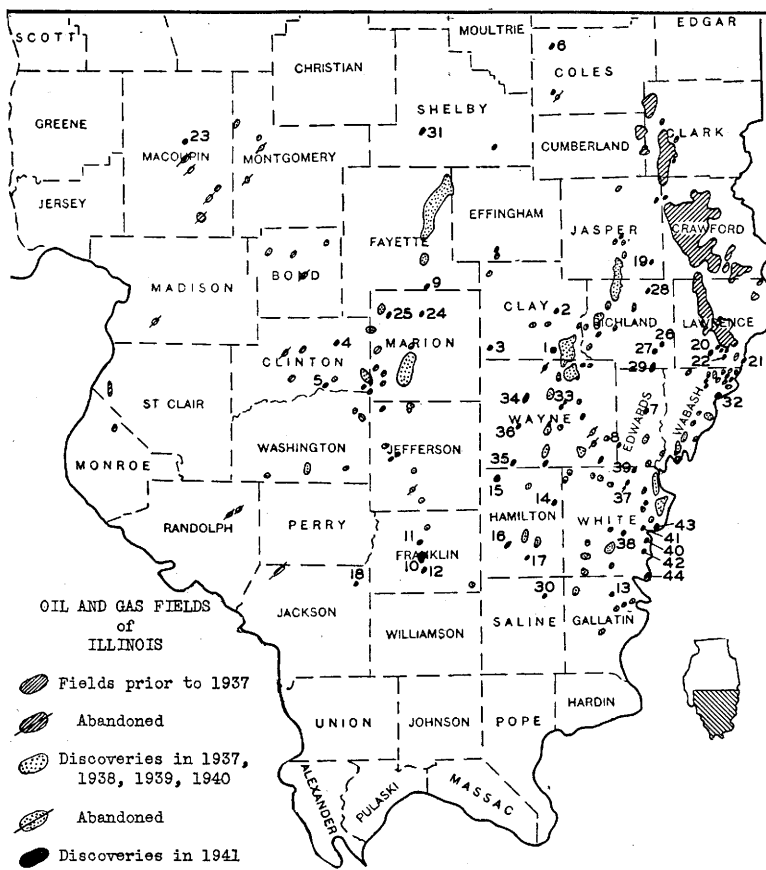 EDGAR
MOULTRIE
SCOTT
6
COLES
CHRISTIAN
SHELBY
GREENE
31
CLARK
23
CUMBERLAND
MACOUPIN
MONTGOMERY
JERSEY
EFFINGHAM
JASPER
CRAWFORD
FAYETTE
19
BOND
MADISON
9
28
CLAY
2
25
24
RICHLAND
LAWRENCE
MARION
4
3
1
27
26
20
22
21
CLINTON
5
29
34
33
32
ST CLAIR
WAYNE
7
EDWARDS
WABASH
36
8
WASHINGTON
JEFFERSON
MONROE
35
39
15
37
14
HAMILTON
WHITE
43
RANDOLPH
PERRY
11
16
38
41
FRANKLIN
40
17
10
12
42
18
30
13
44
OIL AND GAS FIELDS
of
ILLINOIS
JACKSON
WILLIAMSON
SALINE
GALLATIN
Fields prior to 1937
HARDIN
Abandoned
UNION
JOHNSON
POPE
Discoveries in 1937,
1938, 1939, 1940
ALEXANDER
PULASKI
MASSAC
Abandoned
Discoveries in 1941